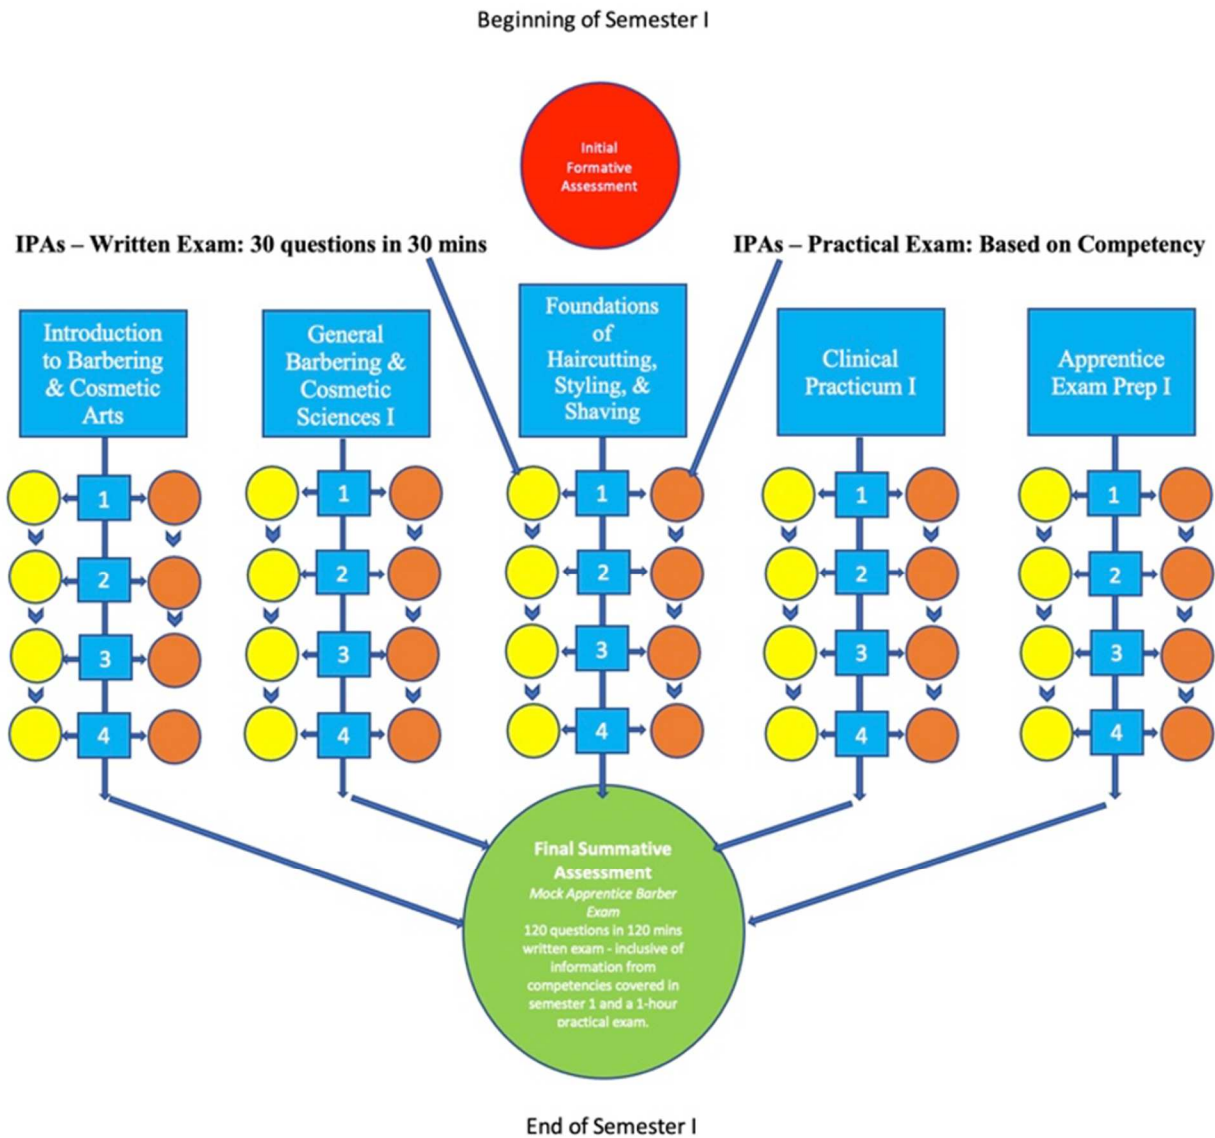 Beginning of Semester I
Initial
Formative
Assessment
IPAs – Written Exam: 30 questions in 30 mins
IPAs – Practical Exam: Based on Competency
Introduction
to Barbering
& Cosmetic
Arts
General
Barbering &
Cosmetic
Sciences I
Foundations
of
Haircutting,
Styling, &
Shaving
Clinical
Practicum I
Apprentice
Exam Prep I
1
2
3
4
1
2
3
4
1
2
3
4
1
2
3
4
1
2
3
4
Final Summative
Assessment
Mock Apprentice Barber
Exam
120 questions in 120 mins
written exam - inclusive of
information from
competencies covered in
semester 1 and a 1-hour
practical exam.
End of Semester I